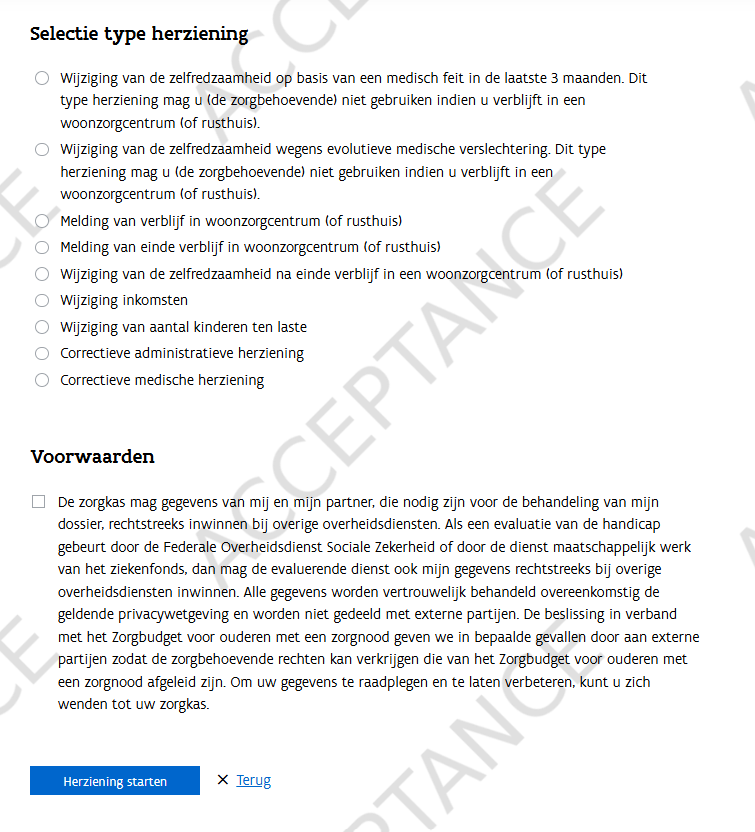 Selectie type herziening
Wijziging van de zelfredzaamheid op basis van een medisch feit in de laatste 3 maanden. Dit
type herziening mag u (de zorgbehoevende) niet gebruiken indien u verblijft in een
woonzorgcentrum (of rusthuis).
Wijziging van de zelfredzaamheid wegens evolutieve medische verslechtering. Dit type
herziening mag u (de zorgbehoevende) niet gebruiken indien u verblijft in een
woonzorgcentrum (of rusthuis).
Melding van verblijf in woonzorgcentrum (of rusthuis)
Melding van einde verblijf in woonzorgcentrum (of rusthuis)
Wijziging van de zelfredzaamheid na einde verblijf in een woonzorgcentrum (of rusthuis)
Wijziging inkomsten
Wijziging van aantal kinderen ten laste
Correctieve administratieve herziening
Correctieve medische herziening
ACCEPTANCE
Voorwaarden
De zorgkas mag gegevens van mij en mijn partner, die nodig zijn voor de behandeling van mijn
dossier, rechtstreeks inwinnen bij overige overheidsdiensten. Als een evaluatie van de handicap
gebeurt door de Federale Overheidsdienst Sociale Zekerheid of door de dienst maatschappelijk werk
van het ziekenfonds, dan mag de evaluerende dienst ook mijn gegevens rechtstreeks bij overige
overheidsdiensten inwinnen. Alle gegevens worden vertrouwelijk behandeld overeenkomstig de
geldende privacywetgeving en worden niet gedeeld met externe partijen. De beslissing in verband
met het Zorgbudget voor ouderen met een zorgnood geven we in bepaalde gevallen door aan externe
partijen zodat de zorgbehoevende rechten kan verkrijgen die van het Zorgbudget voor ouderen met
een zorgnood afgeleid zijn. Om uw gegevens te raadplegen en te laten verbeteren, kunt u zich
wenden tot uw zorgkas.
Herziening starten
Terug